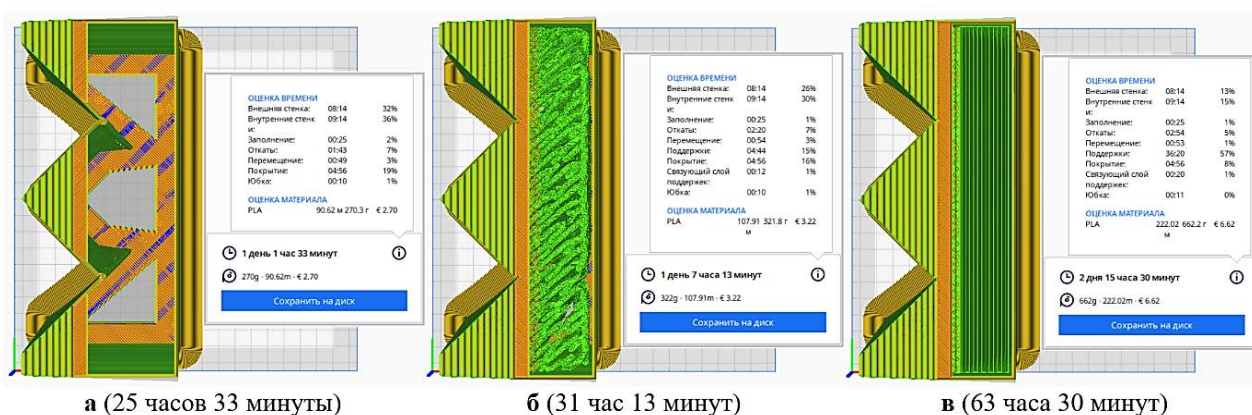 ОЦЕНКА ВРЕМЕНИ
Внешняя стенка: 08:14 32%
Внутренние стенк 09:14 36%
и:
Заполнение: 00:25 2%
Откаты: 01:43 7%
Перемещение: 00:49 3%
Покрытие: 04:56 19%
Юбка: 00:10 1%
ОЦЕНКА МАТЕРИАЛА
PLA 90.62 м 270.3 г € 2.70
1 день 1 час 33 минут
270g · 90.62m · € 2.70
Сохранить на диск
ОЦЕНКА ВРЕМЕНИ
Внешняя стенка: 08:14 26%
Внутренние стенк 09:14 30%
и:
Заполнение: 00:25 1%
Откаты: 02:20 7%
Перемещение: 00:54 3%
Поддержки: 04:44 15%
Покрытие: 04:56 16%
Связующий слой 00:12 1%
поддержек:
Юбка: 00:10 1%
ОЦЕНКА МАТЕРИАЛА
PLA 107.91 321.8 г € 3.22
м
1 день 7 часа 13 минут
322g · 107.91m · € 3.22
Сохранить на диск
ОЦЕНКА ВРЕМЕНИ
Внешняя стенка: 08:14 13%
Внутренние стенк 09:14 15%
и:
Заполнение: 00:25 1%
Откаты: 02:54 5%
Перемещение: 00:53 1%
Поддержки: 36:20 57%
Покрытие: 04:56 8%
Связующий слой 00:20 1%
поддержек:
Юбка: 00:11 0%
ОЦЕНКА МАТЕРИАЛА
PLA 222.02 662.2 г € 6.62
м
2 дня 15 часа 30 минут
662g · 222.02m · € 6.62
Сохранить на диск
а (25 часов 33 минуты)
б (31 час 13 минут)
в (63 часа 30 минут)